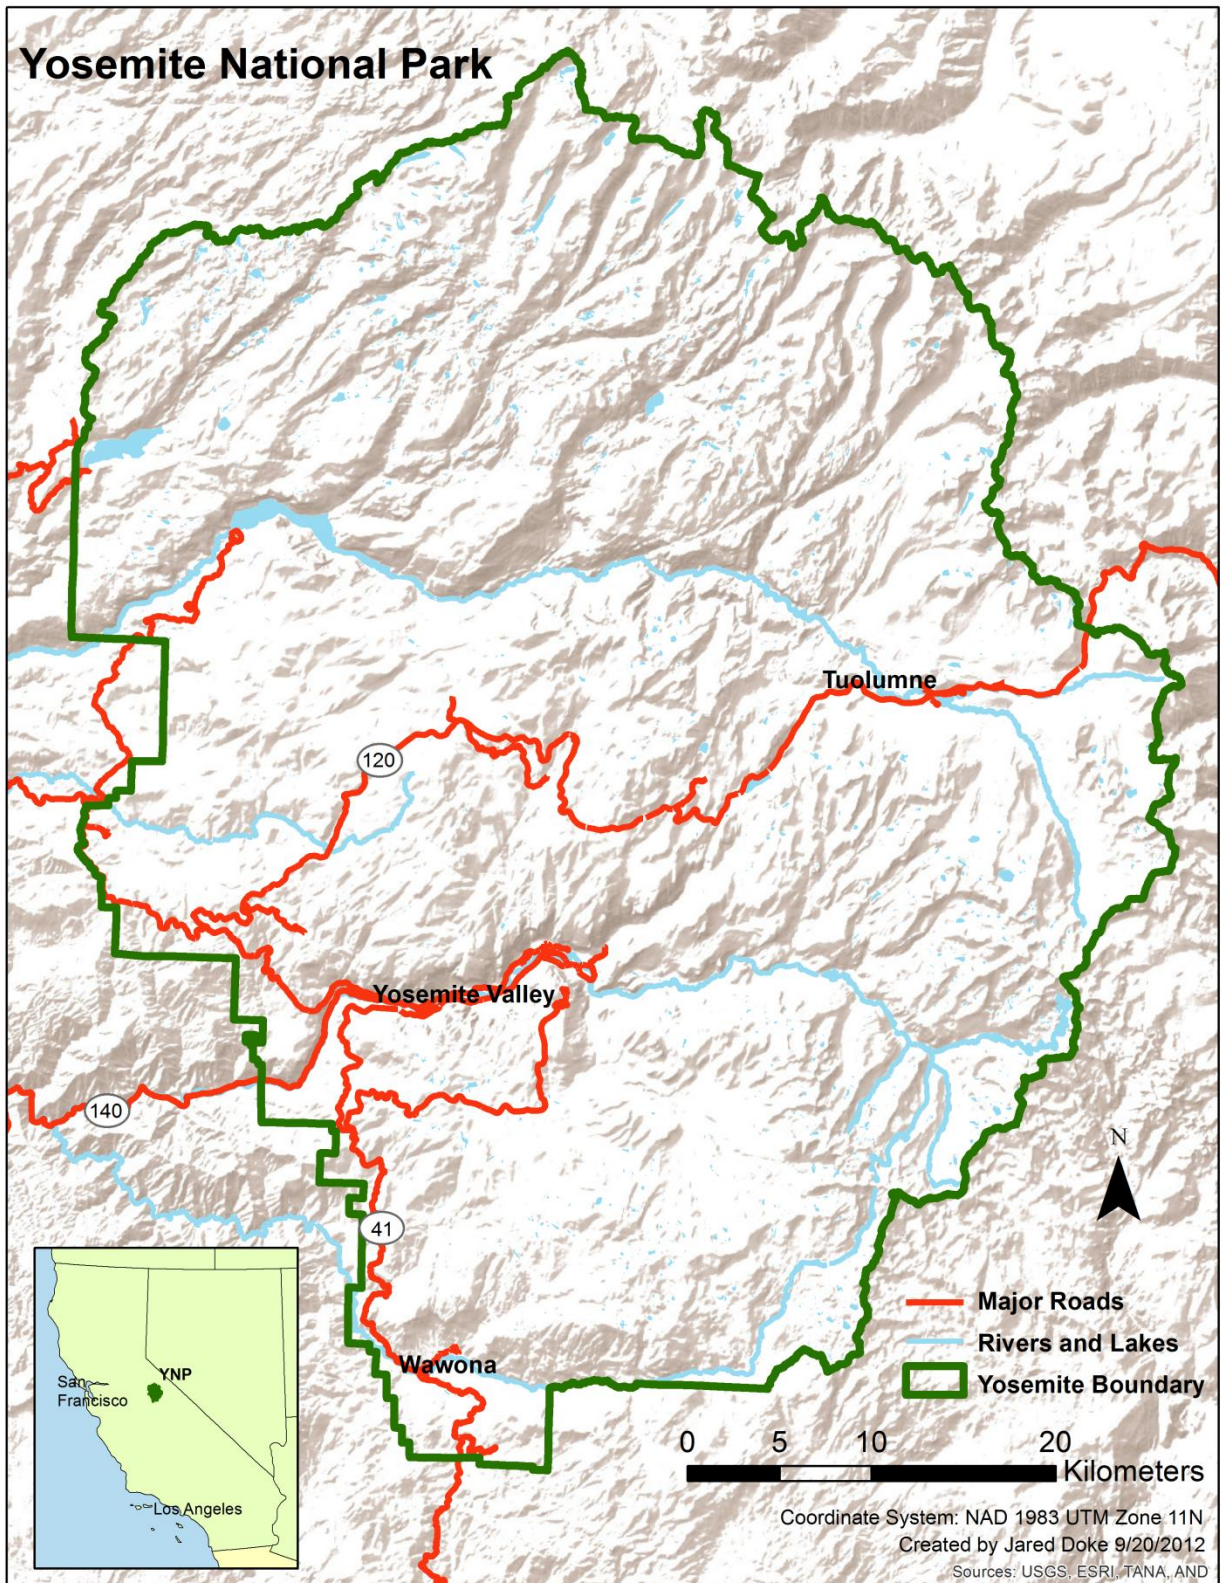 Yosemite National Park
Tuolumne
120
Yosemite Valley
140
N
41
Major Roads
Rivers and Lakes
Yosemite Boundary
Wawona
YNP
San
Francisco
Los Angeles
0 5 10 20
Kilometers
Coordinate System: NAD 1983 UTM Zone 11N
Created by Jared Doke 9/20/2012
Sources: USGS, ESRI, TANA, AND